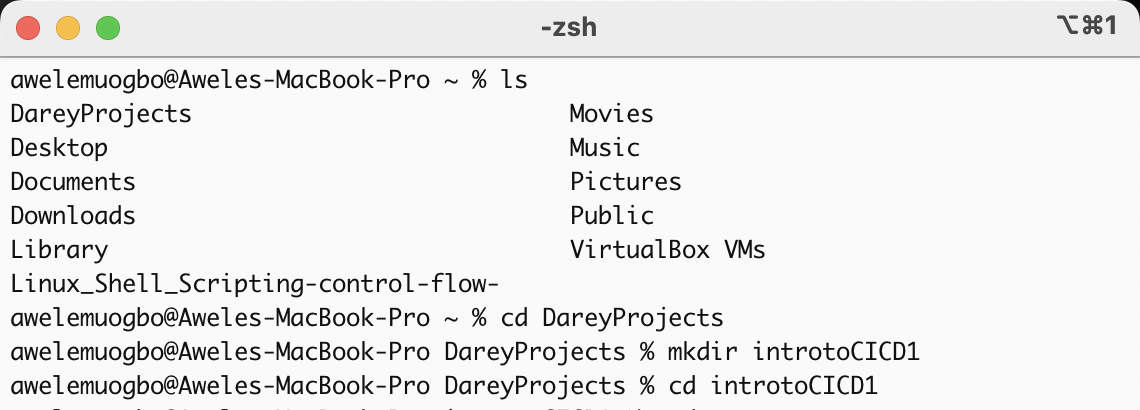 -zsh ⌥⌘1
awelemuogbo@Aweles-MacBook-Pro ~ % ls
DareyProjects Movies
Desktop Music
Documents Pictures
Downloads Public
Library VirtualBox VMs
Linux_Shell_Scripting-control-flow-
awelemuogbo@Aweles-MacBook-Pro ~ % cd DareyProjects
awelemuogbo@Aweles-MacBook-Pro DareyProjects % mkdir introtoCICD1
awelemuogbo@Aweles-MacBook-Pro DareyProjects % cd introtoCICD1